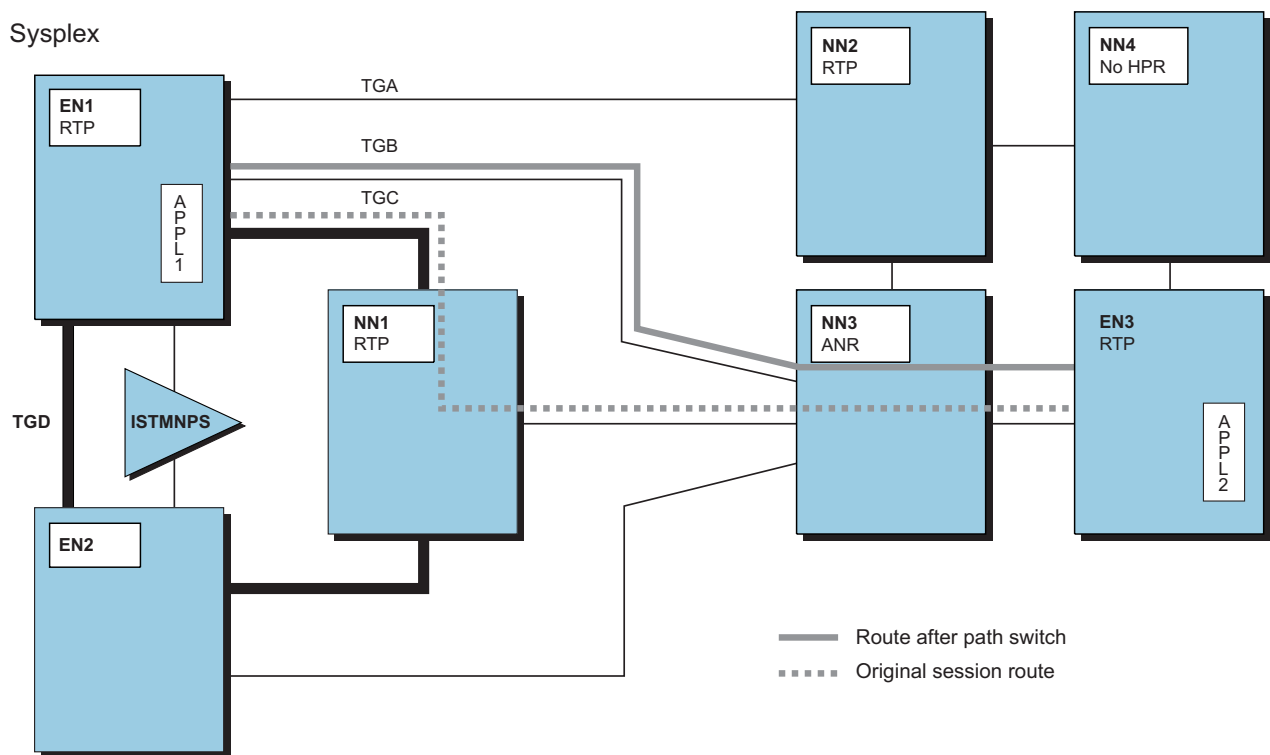 Sysplex
EN1
RTP
A
P
P
L
1
TGA
TGB
TGC
NN2
RTP
NN4
No HPR
NN1
RTP
NN3
ANR
EN3
RTP
A
P
P
L
2
TGD
ISTMNPS
EN2
Route after path switch
Original session route